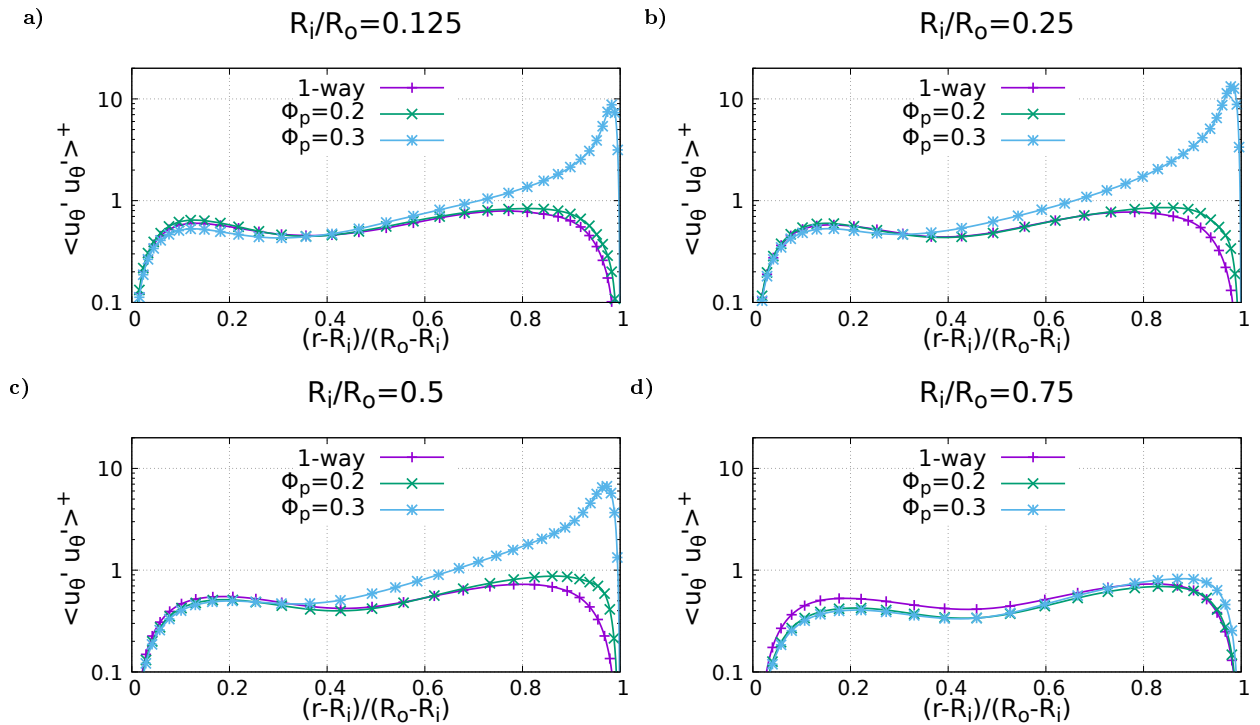 a)
R_i/R_o=0.125
<u_θ' u_θ'>^+
10
1
0.1
1-way
Φ_p=0.2
Φ_p=0.3
0 0.2 0.4 0.6 0.8 1
(r-R_i)/(R_o-R_i)
b)
R_i/R_o=0.25
<u_θ' u_θ'>^+
10
1
0.1
1-way
Φ_p=0.2
Φ_p=0.3
0 0.2 0.4 0.6 0.8 1
(r-R_i)/(R_o-R_i)
c)
R_i/R_o=0.5
<u_θ' u_θ'>^+
10
1
0.1
1-way
Φ_p=0.2
Φ_p=0.3
0 0.2 0.4 0.6 0.8 1
(r-R_i)/(R_o-R_i)
d)
R_i/R_o=0.75
<u_θ' u_θ'>^+
10
1
0.1
1-way
Φ_p=0.2
Φ_p=0.3
0 0.2 0.4 0.6 0.8 1
(r-R_i)/(R_o-R_i)